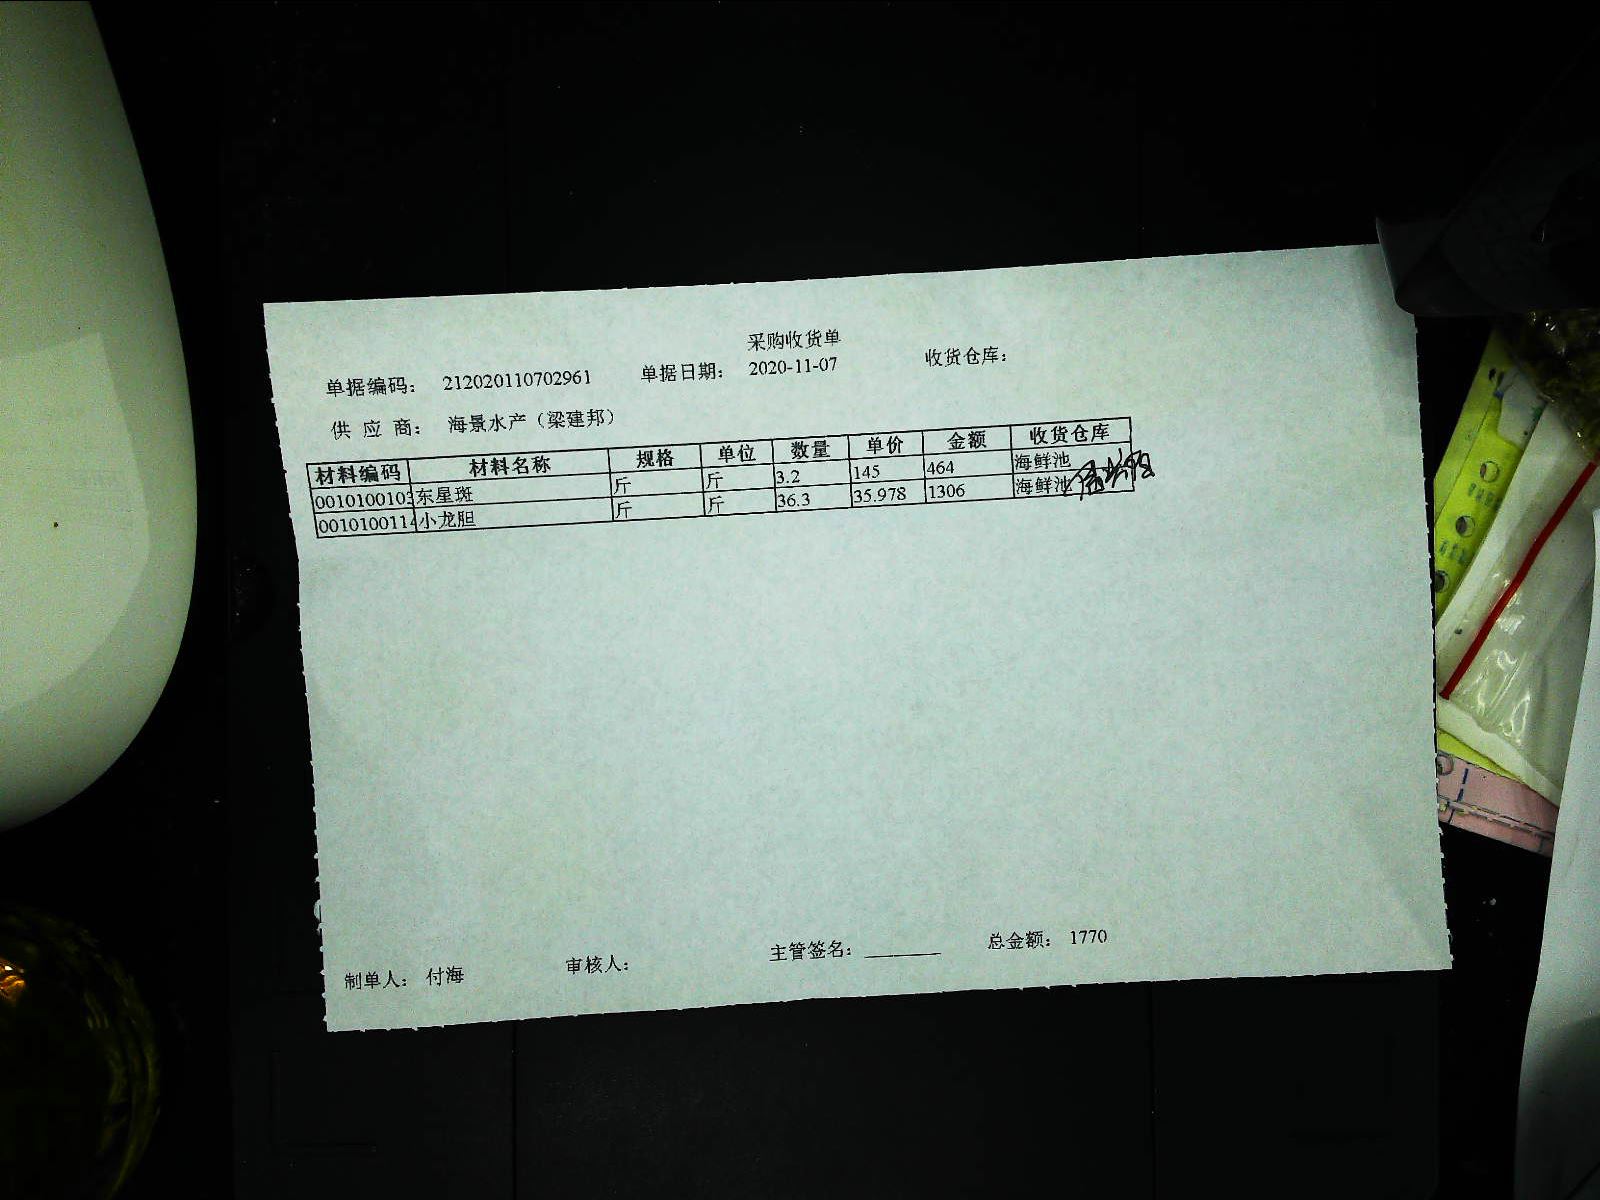 采购收货单
单据编码： 212020110702961 单据日期： 2020-11-07 收货仓库：
供 应 商： 海景水产（梁建邦）
材料编码 材料名称 规格 单位 数量 单价 金额 收货仓库
0010100103 东星斑 斤 斤 3.2 145 464 海鲜池
0010100114 小龙胆 斤 斤 36.3 35.978 1306 海鲜池
制单人： 付海 审核人： 主管签名： 总金额： 1770